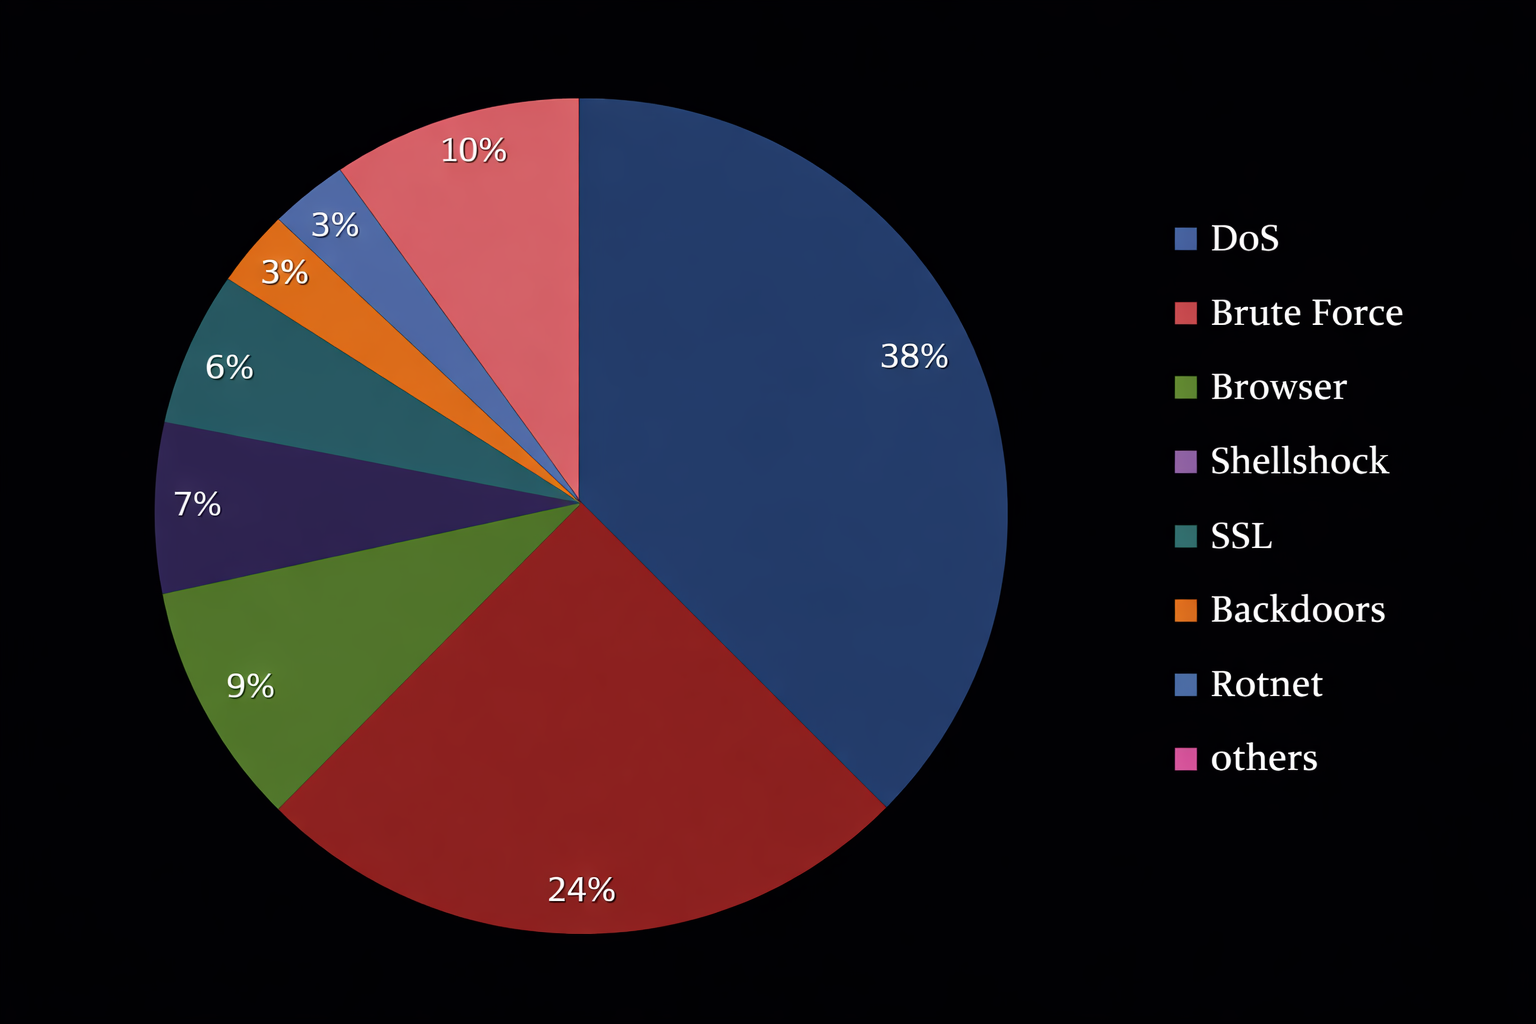 10%
3%
3%
38%
6%
7%
9%
24%
DoS
Brute Force
Browser
Shellshock
SSL
Backdoors
Rotnet
others